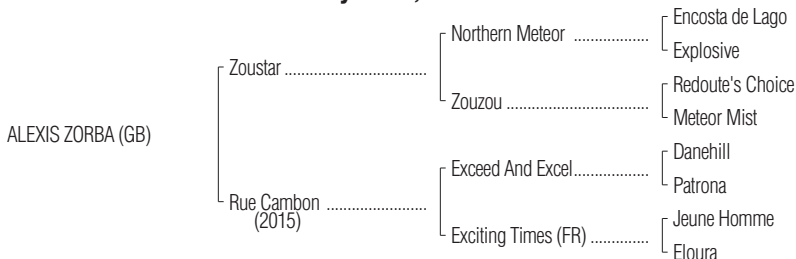 Encosta de Lago
Northern Meteor ..................
Explosive
Zoustar .................................
Redoute's Choice
Zouzou ..................................
Meteor Mist
ALEXIS ZORBA (GB)
Danehill
Exceed And Excel..................
Patrona
Rue Cambon .......................
(2015)
Jeune Homme
Exciting Times (FR) ..............
Eloura